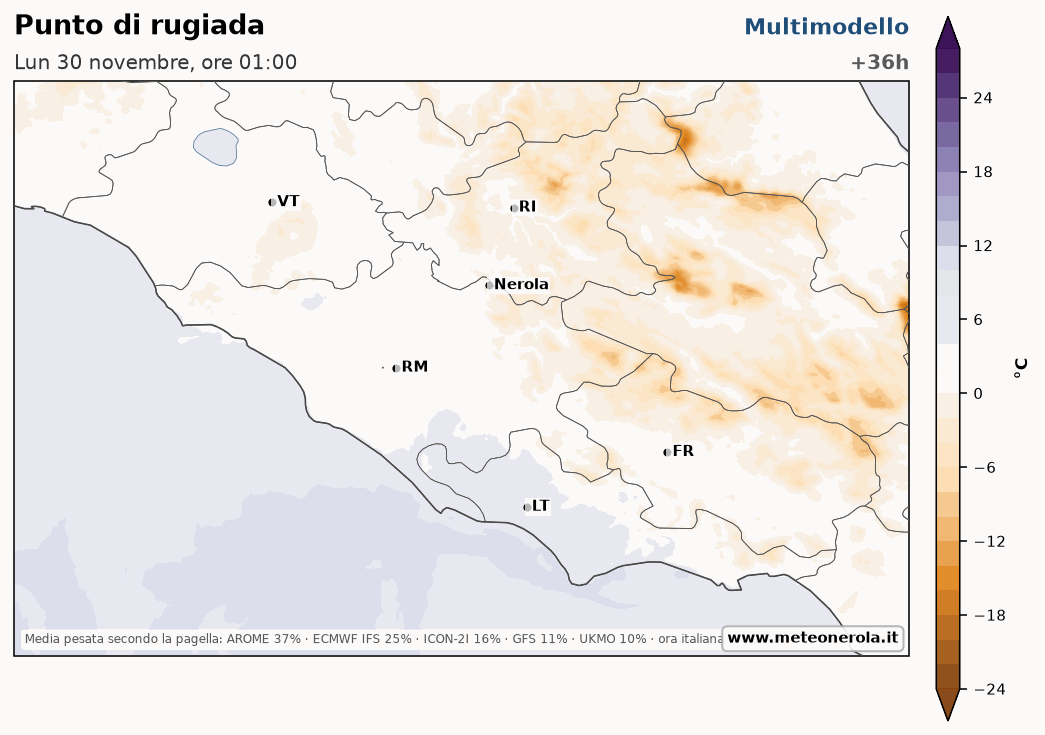 Punto di rugiada
Multimodello
Lun 30 novembre, ore 01:00
+36h
VT
RI
Nerola
RM
FR
LT
24
18
12
6
0
−6
−12
−18
−24
°C
Media pesata secondo la pagella: AROME 37% · ECMWF IFS 25% · ICON-2I 16% · GFS 11% · UKMO 10% · ora italiana
www.meteonerola.it